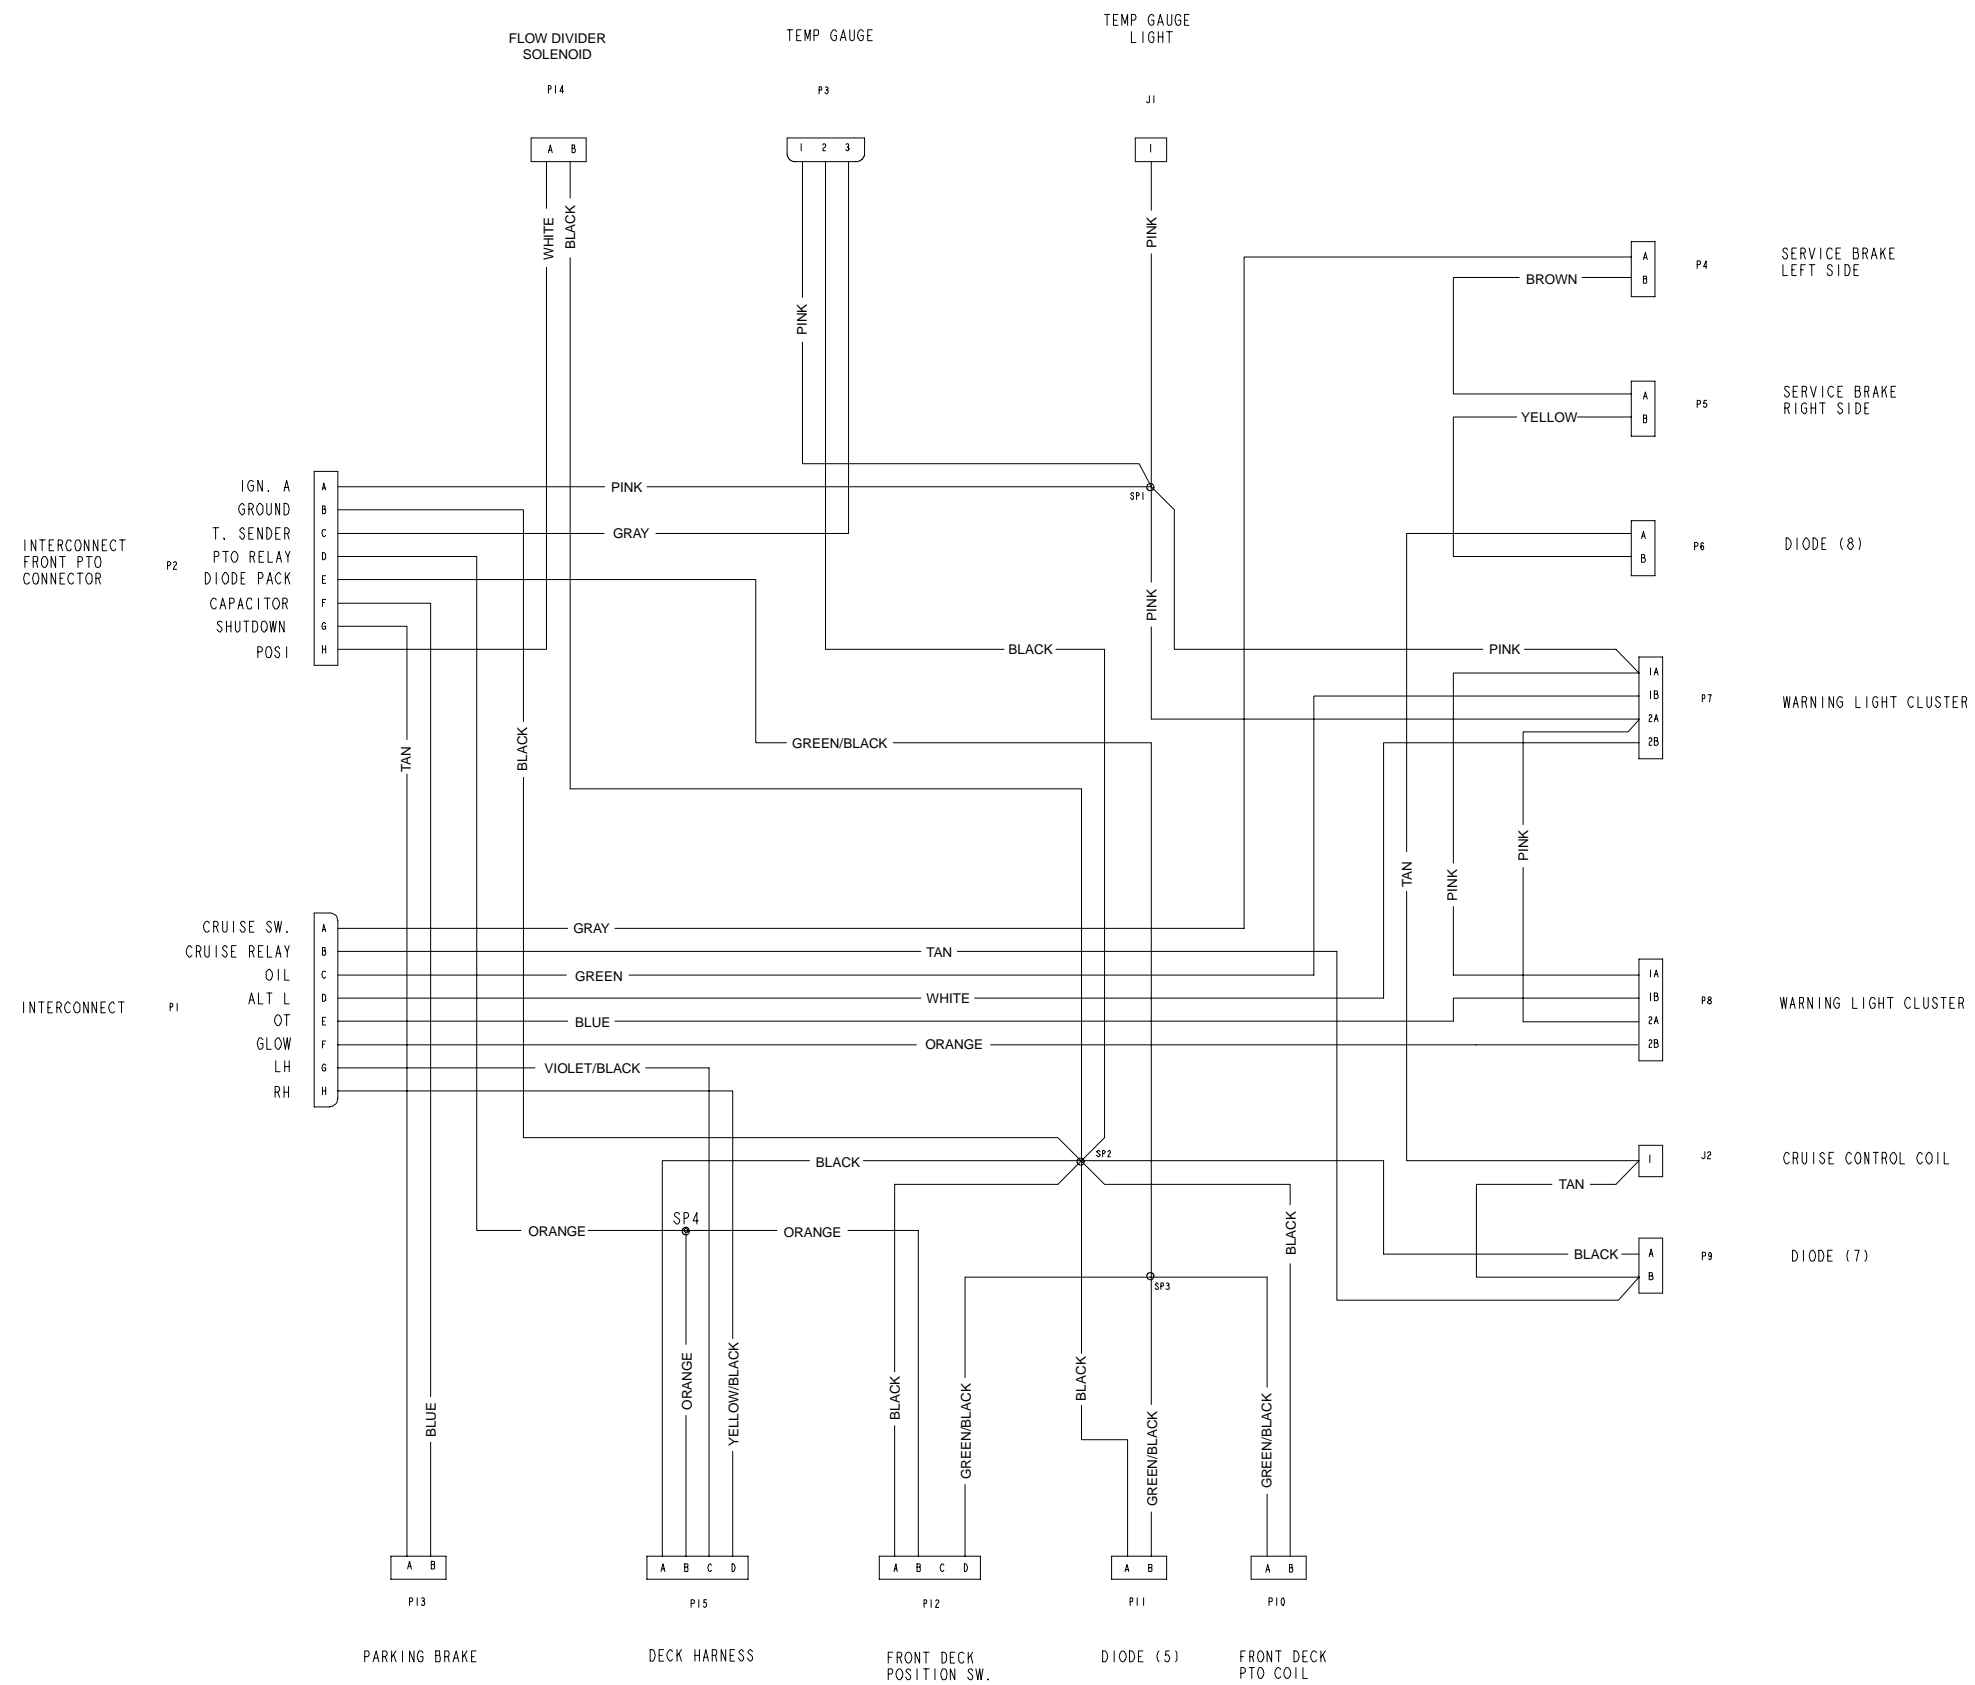 FLOW DIVIDER
SOLENOID
P14
A B
TEMP GAUGE
P3
1 2 3
TEMP GAUGE
LIGHT
J1
1
WHITE
BLACK
PINK
PINK
A
B
P4
SERVICE BRAKE
LEFT SIDE
BROWN
A
B
P5
SERVICE BRAKE
RIGHT SIDE
YELLOW
INTERCONNECT
FRONT PTO
CONNECTOR
P2
IGN. A
GROUND
T. SENDER
PTO RELAY
DIODE PACK
CAPACITOR
SHUTDOWN
POSI
A
B
C
D
E
F
G
H
PINK
SP1
GRAY
A
B
P6
DIODE (8)
PINK
BLACK
PINK
1A
1B
2A
2B
P7
WARNING LIGHT CLUSTER
TAN
BLACK
GREEN/BLACK
TAN
PINK
PINK
INTERCONNECT
P1
CRUISE SW.
CRUISE RELAY
OIL
ALT L
OT
GLOW
LH
RH
A
B
C
D
E
F
G
H
GRAY
TAN
GREEN
WHITE
BLUE
ORANGE
VIOLET/BLACK
1A
1B
2A
2B
P8
WARNING LIGHT CLUSTER
BLACK
SP2
1
J2
CRUISE CONTROL COIL
TAN
SP4
ORANGE
ORANGE
BLACK
BLACK
A
B
P9
DIODE (7)
SP3
BLUE
ORANGE
YELLOW/BLACK
BLACK
GREEN/BLACK
BLACK
GREEN/BLACK
GREEN/BLACK
A B
P13
PARKING BRAKE
A B C D
P15
DECK HARNESS
A B C D
P12
FRONT DECK
POSITION SW.
A B
P11
DIODE (5)
A B
P10
FRONT DECK
PTO COIL